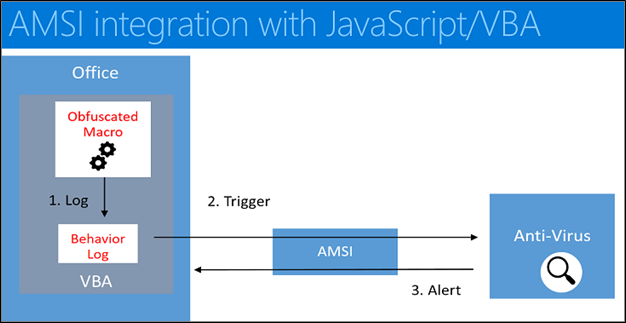 AMSI integration with JavaScript/VBA
Office
Obfuscated
Macro
1. Log
2. Trigger
Behavior
Log
VBA
AMSI
3. Alert
Anti-Virus